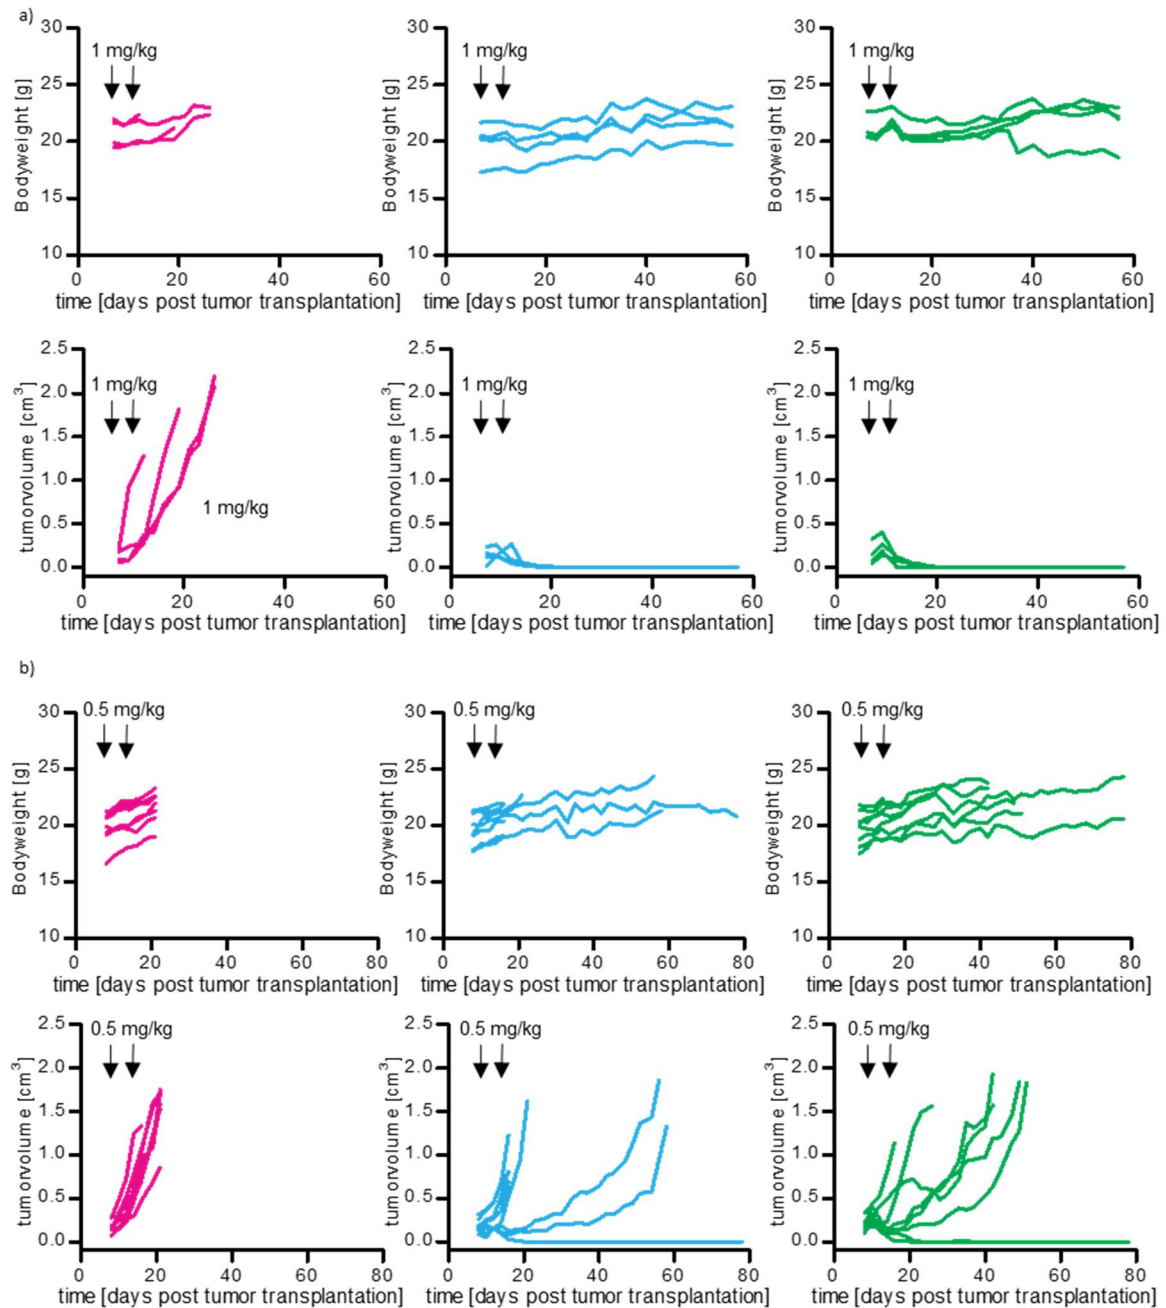 a)
1 mg/kg 1 mg/kg 1 mg/kg
Bodyweight [g] Bodyweight [g] Bodyweight [g]
30 30 30
25 25 25
20 20 20
15 15 15
10 10 10
0 20 40 60 0 20 40 60 0 20 40 60
time [days post tumor transplantation] time [days post tumor transplantation] time [days post tumor transplantation]
1 mg/kg 1 mg/kg 1 mg/kg
tumorvolume [cm³] tumorvolume [cm³] tumorvolume [cm³]
2.5 2.5 2.5
2.0 2.0 2.0
1.5 1.5 1.5
1.0 1.0 1.0
1 mg/kg
0.5 0.5 0.5
0.0 0.0 0.0
0 20 40 60 0 20 40 60 0 20 40 60
time [days post tumor transplantation] time [days post tumor transplantation] time [days post tumor transplantation]
b)
0.5 mg/kg 0.5 mg/kg 0.5 mg/kg
Bodyweight [g] Bodyweight [g] Bodyweight [g]
30 30 30
25 25 25
20 20 20
15 15 15
10 10 10
0 20 40 60 80 0 20 40 60 80 0 20 40 60 80
time [days post tumor transplantation] time [days post tumor transplantation] time [days post tumor transplantation]
0.5 mg/kg 0.5 mg/kg 0.5 mg/kg
tumorvolume [cm³] tumorvolume [cm³] tumorvolume [cm³]
2.5 2.5 2.5
2.0 2.0 2.0
1.5 1.5 1.5
1.0 1.0 1.0
0.5 0.5 0.5
0.0 0.0 0.0
0 20 40 60 80 0 20 40 60 80 0 20 40 60 80
time [days post tumor transplantation] time [days post tumor transplantation] time [days post tumor transplantation]